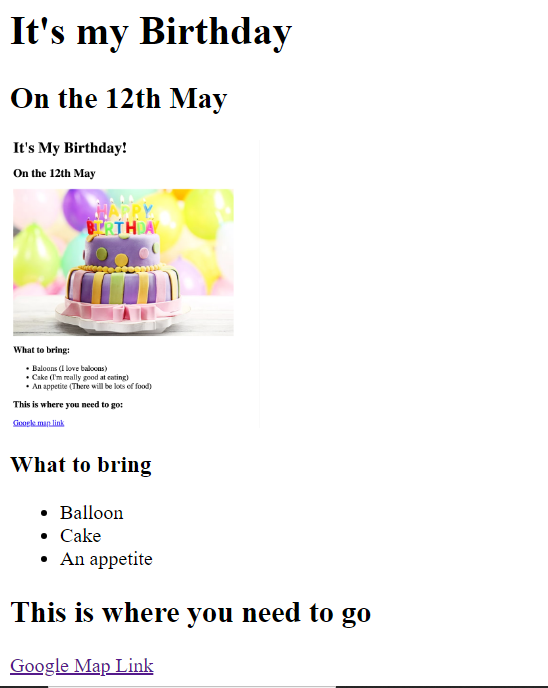 It's my Birthday
On the 12th May
It's My Birthday!
On the 12th May
HAPPY
BIRTHDAY
What to bring:
Baloons (I love baloons)
Cake (I'm really good at eating)
An appetite (There will be lots of food)
This is where you need to go:
Google map link
What to bring
Balloon
Cake
An appetite
This is where you need to go
Google Map Link